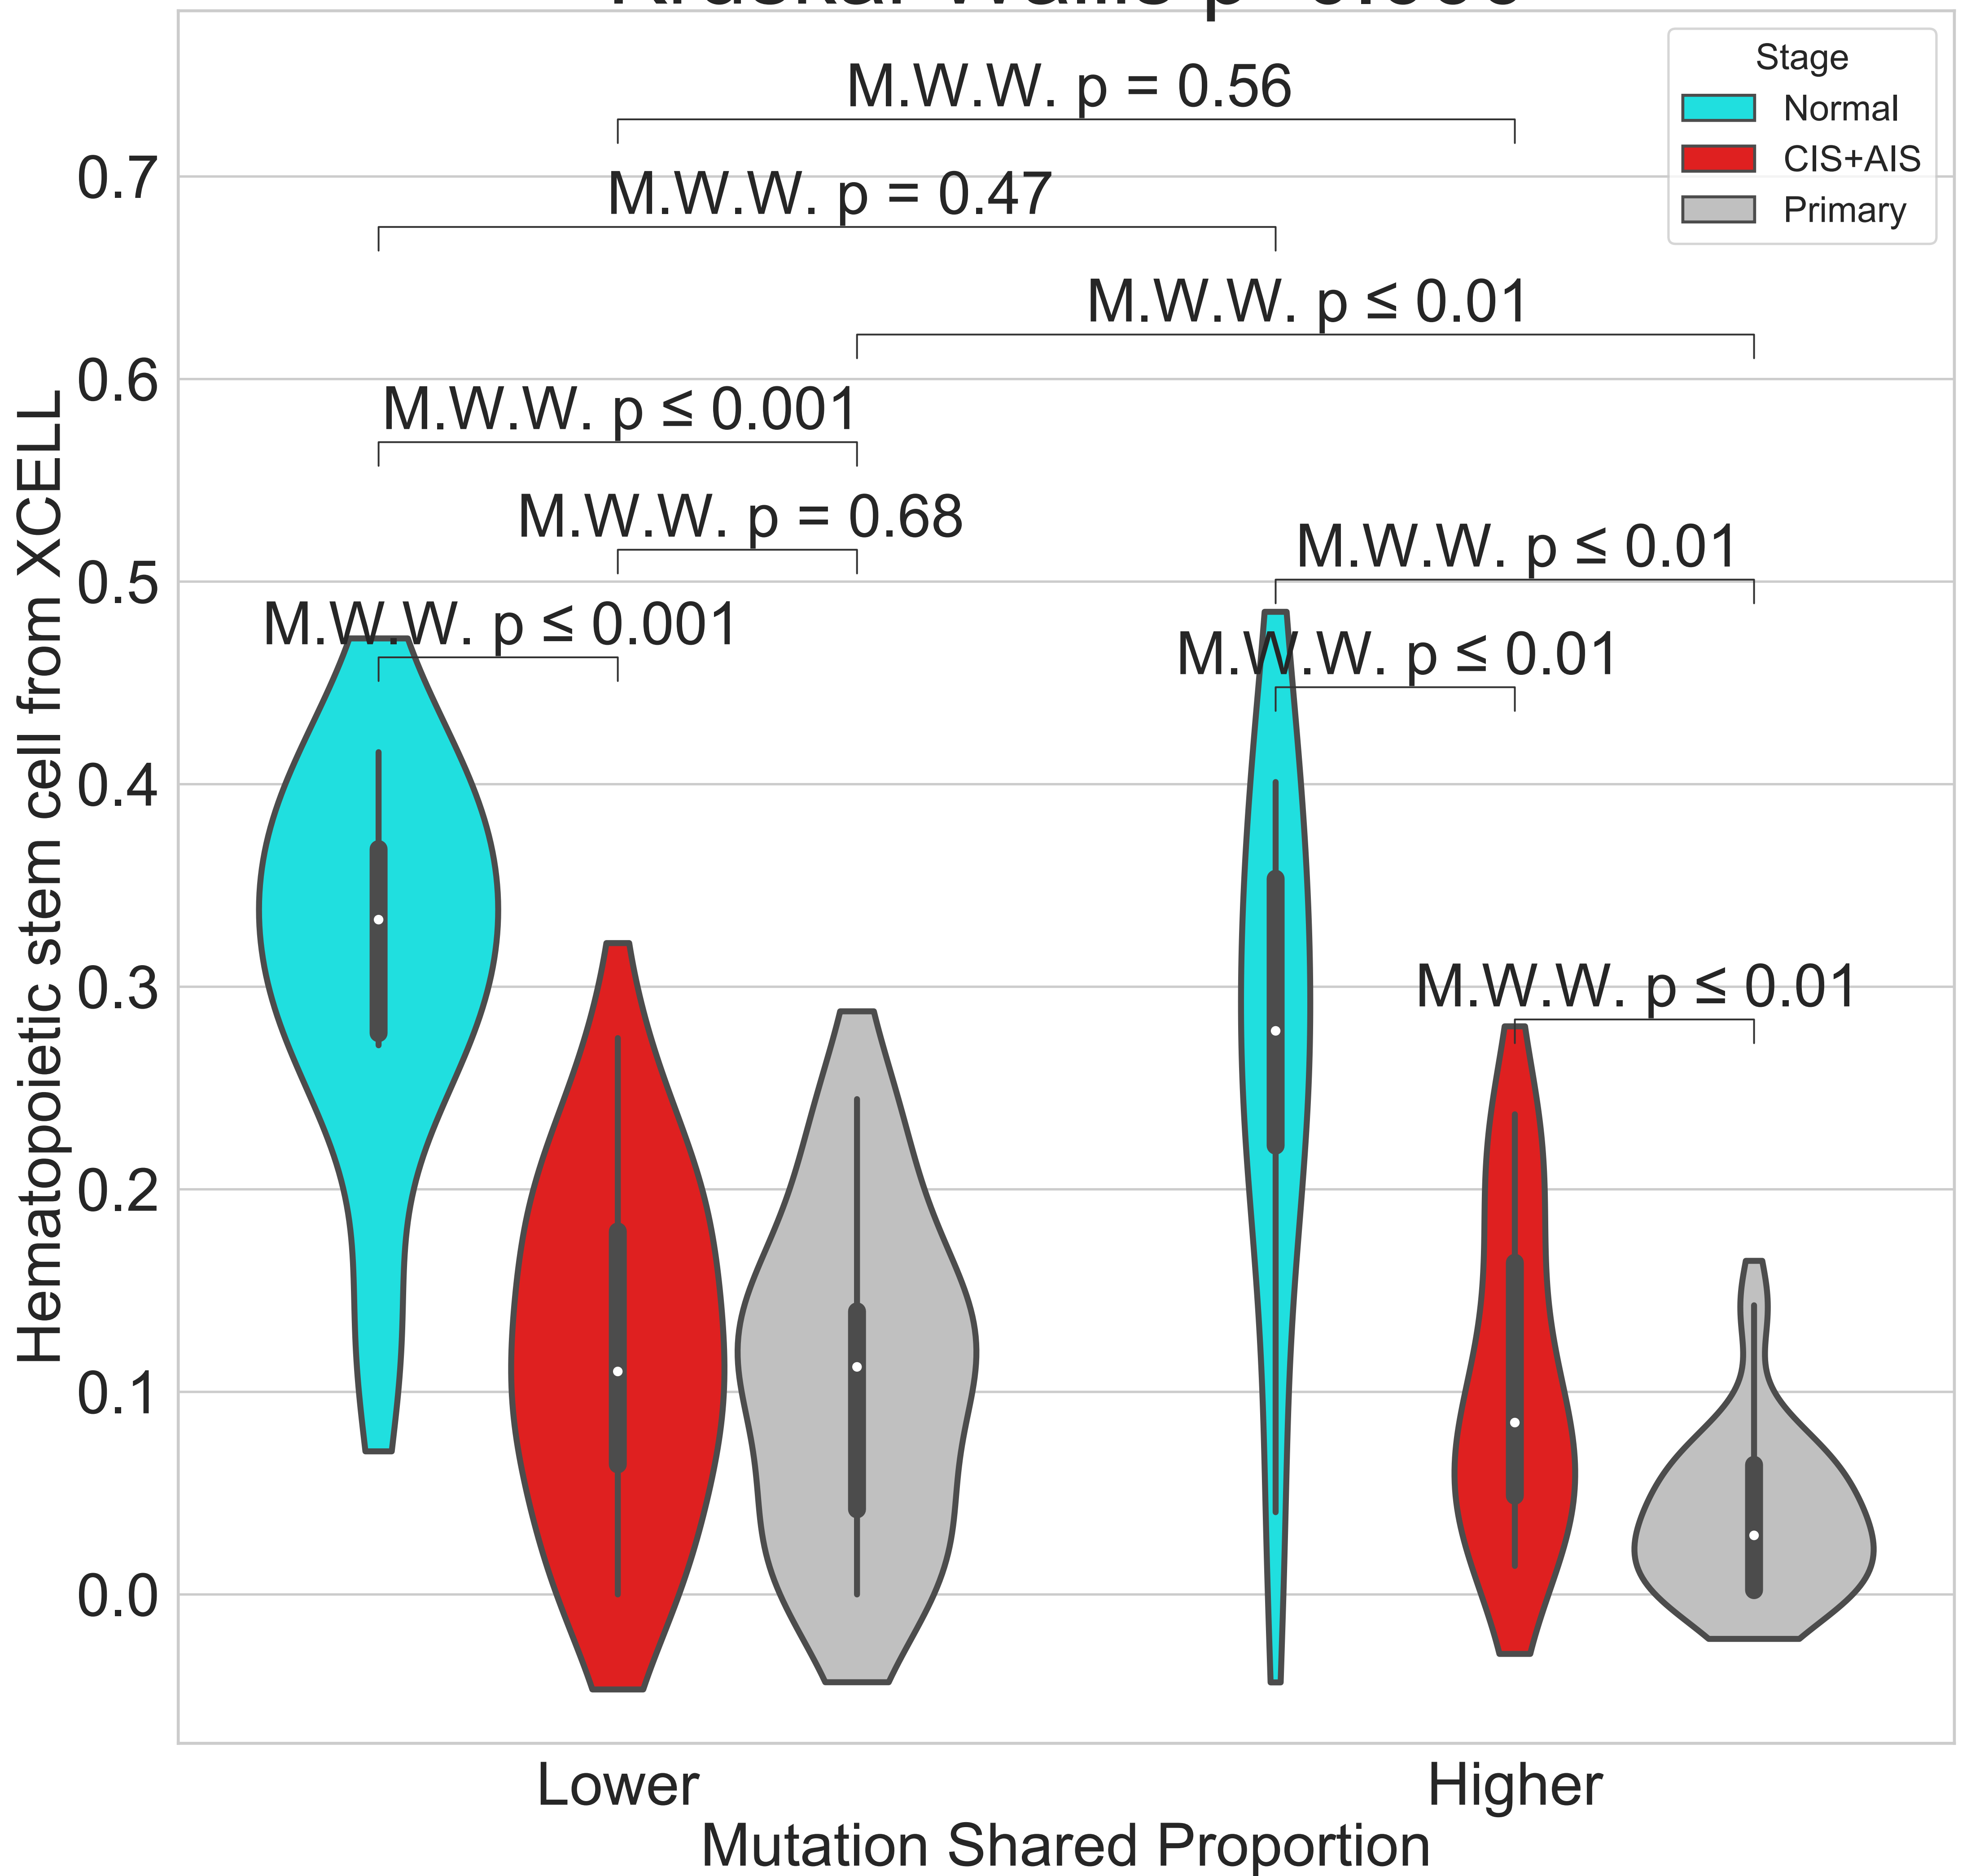 Stage
Normal
CIS+AIS
Primary
M.W.W. p = 0.56
M.W.W. p = 0.47
M.W.W. p ≤ 0.01
M.W.W. p ≤ 0.001
M.W.W. p = 0.68
M.W.W. p ≤ 0.01
M.W.W. p ≤ 0.001
M.W.W. p ≤ 0.01
M.W.W. p ≤ 0.01
0.7
0.6
0.5
0.4
0.3
0.2
0.1
0.0
Hematopoietic stem cell from XCELL
Lower
Higher
Mutation Shared Proportion